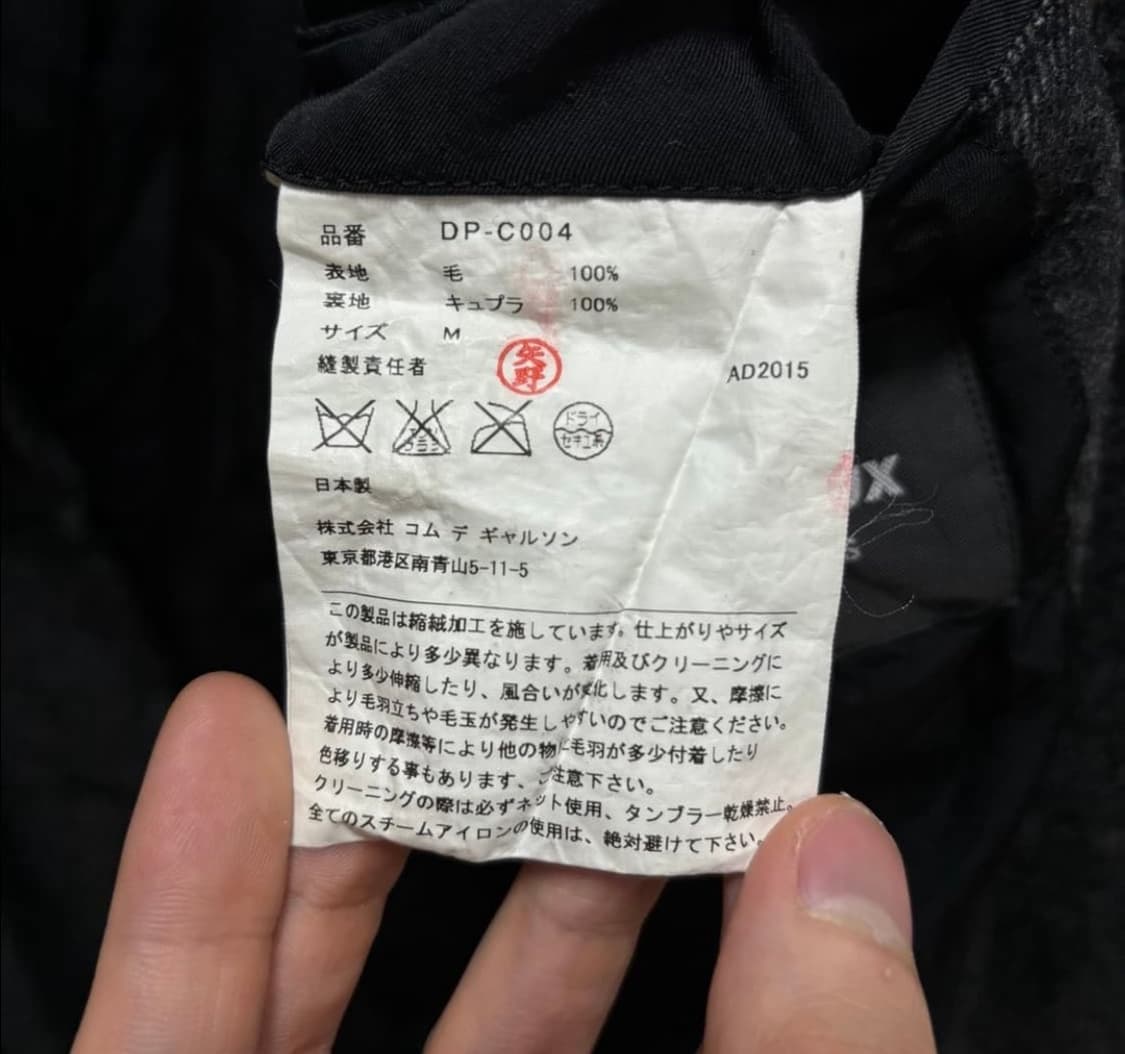 品番 DP-C004
表地 毛 100%
裏地 キュプラ 100%
サイズ M
縫製責任者 矢野 AD2015
ドライ
セキユ系
日本製
株式会社 コム デ ギャルソン
東京都港区南青山5-11-5
この製品は縮絨加工を施しています。仕上がりやサイズ
が製品により多少異なります。着用及びクリーニングに
より多少伸縮したり、風合いが変化します。又、摩擦に
より毛羽立ちや毛玉が発生しやすいのでご注意ください。
着用時の摩擦等により他の物に毛羽が多少付着したり
色移りする事もあります、ご注意下さい。
クリーニングの際は必ずネット使用、タンブラー乾燥禁止。
全てのスチームアイロンの使用は、絶対避けて下さい。